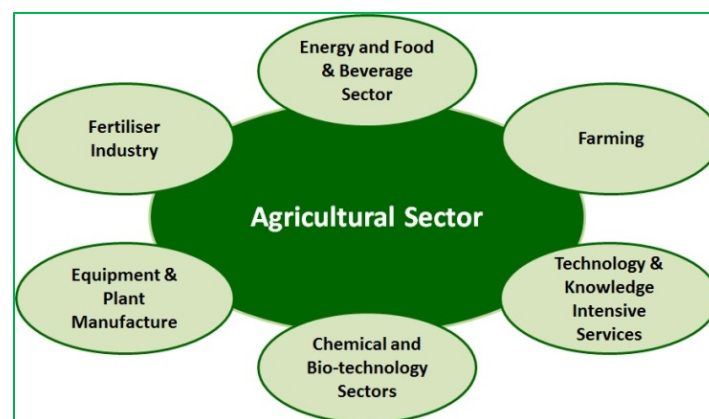 Energy and Food
& Beverage
Sector
Fertiliser
Industry
Farming
Agricultural Sector
Equipment &
Plant
Manufacture
Technology &
Knowledge
Intensive
Services
Chemical and
Bio-technology
Sectors